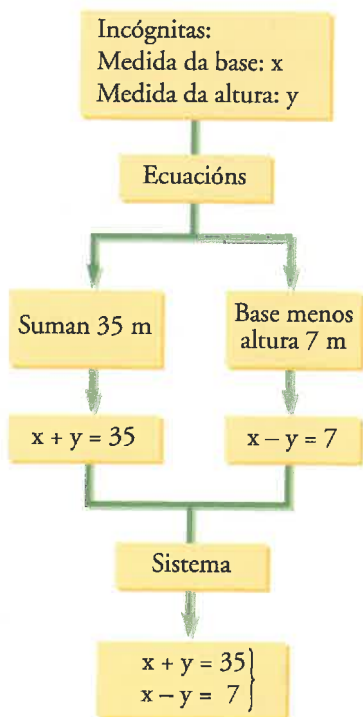 Incógnitas:
Medida da base: x
Medida da altura: y
Ecuacións
Suman 35 m
Base menos
altura 7 m
x + y = 35
x – y = 7
Sistema
x + y = 35
x – y = 7